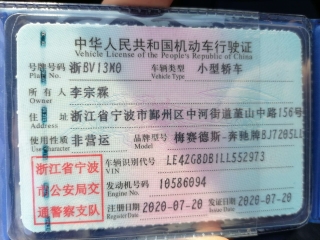 中华人民共和国机动车行驶证
Vehicle License of the People's Republic of China
号牌号码 浙BV13M0 车辆类型 小型轿车
Plate No. Vehicle Type
所有人 李宗霖
Owner
住址 浙江省宁波市鄞州区中河街道堇山中路156号
Address
使用性质 非营运 品牌型号 梅赛德斯-奔驰牌BJ720
Use Character Model
浙江省宁波
市公安局交
通警察支队
车辆识别代号 LE4ZG8DB1LL552973
VIN
发动机号码 10586094
Engine No.
注册日期 2020-07-20 发证日期 2020-07-20
Register Date Issue Date